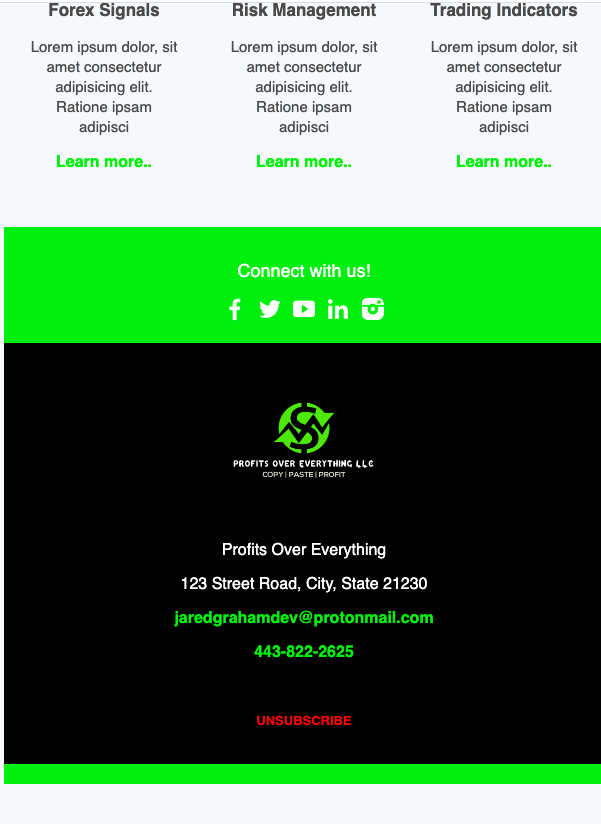 Forex Signals
Risk Management
Trading Indicators
Lorem ipsum dolor, sit
amet consectetur
adipisicing elit.
Ratione ipsam
adipisci
Lorem ipsum dolor, sit
amet consectetur
adipisicing elit.
Ratione ipsam
adipisci
Lorem ipsum dolor, sit
amet consectetur
adipisicing elit.
Ratione ipsam
adipisci
Learn more..
Learn more..
Learn more..
Connect with us!
PROFITS OVER EVERYTHING LLC
COPY | PASTE | PROFIT
Profits Over Everything
123 Street Road, City, State 21230
jaredgrahamdev@protonmail.com
443-822-2625
UNSUBSCRIBE